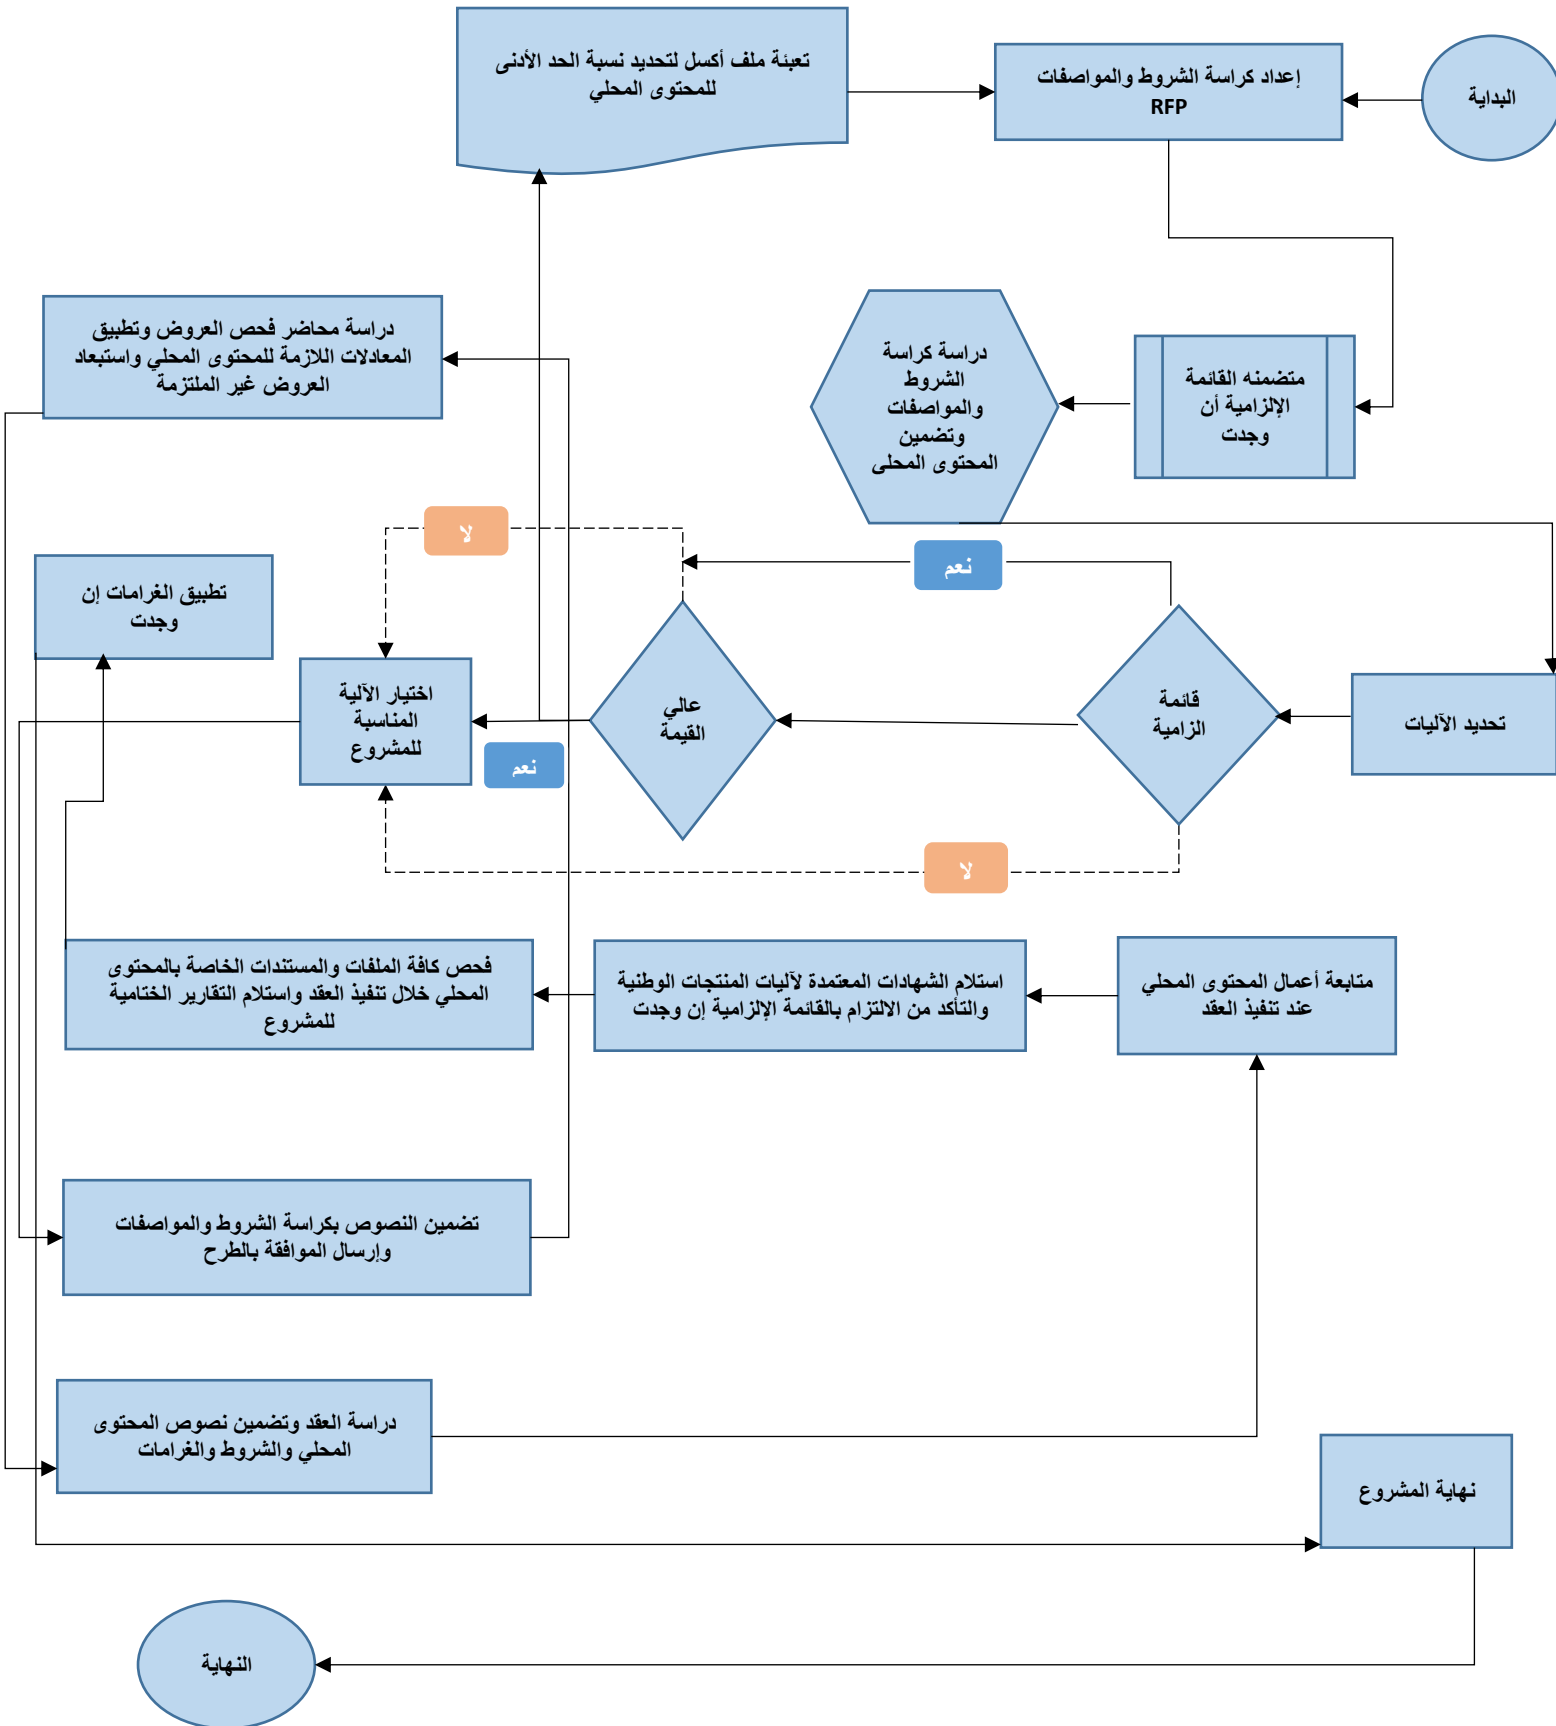 البداية
إعداد كراسة الشروط والمواصفات
RFP
تعبئة ملف أكسل لتحديد نسبة الحد الأدنى
للمحتوى المحلي
متضمنه القائمة
الإلزامية أن
وجدت
دراسة كراسة
الشروط
والمواصفات
وتضمين
المحتوى المحلى
دراسة محاضر فحص العروض وتطبيق
المعادلات اللازمة للمحتوى المحلي واستبعاد
العروض غير الملتزمة
لا
نعم
تطبيق الغرامات إن
وجدت
تحديد الآليات
قائمة
الزامية
عالي
القيمة
اختيار الآلية
المناسبة
للمشروع
نعم
لا
متابعة أعمال المحتوى المحلي
عند تنفيذ العقد
استلام الشهادات المعتمدة لآليات المنتجات الوطنية
والتأكد من الالتزام بالقائمة الإلزامية إن وجدت
فحص كافة الملفات والمستندات الخاصة بالمحتوى
المحلي خلال تنفيذ العقد واستلام التقارير الختامية
للمشروع
تضمين النصوص بكراسة الشروط والمواصفات
وإرسال الموافقة بالطرح
دراسة العقد وتضمين نصوص المحتوى
المحلي والشروط والغرامات
نهاية المشروع
النهاية